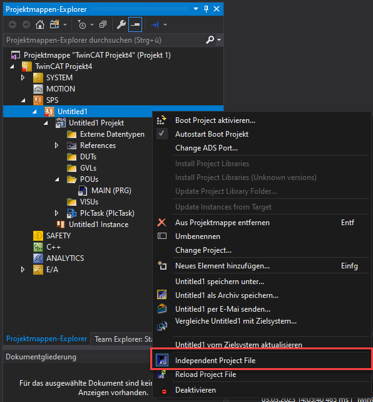 Projektmappen-Explorer
Projektmappen-Explorer durchsuchen (Strg+ü)
Projektmappe "TwinCAT Projekt4" (Projekt 1)
TwinCAT Projekt4
SYSTEM
MOTION
SPS
Untitled1
Untitled1 Projekt
Externe Datentypen
References
DUTs
GVLs
POUs
MAIN (PRG)
VISUs
PlcTask (PlcTask)
Untitled1 Instance
SAFETY
C++
ANALYTICS
E/A
Projektmappen-Explorer
Team Explorer: Sta
Dokumentgliederung
Für das ausgewählte Dokument sind kei
Anzeigen vorhanden.
Boot Project aktivieren...
Autostart Boot Projekt
Change ADS Port...
Install Project Libraries
Install Project Libraries (Unknown versions)
Update Project Library Folder...
Update Instances from Target
Aus Projektmappe entfernen Entf
Umbenennen
Change Project...
Neues Element hinzufügen... Einfg
Untitled1 speichern unter...
Untitled1 als Archiv speichern...
Untitled1 per E-Mai senden...
Vergleiche Untitled1 mit Zielsystem...
Untitled1 vom Zielsystem aktualisieren
Independent Project File
Reload Project File
Deaktivieren